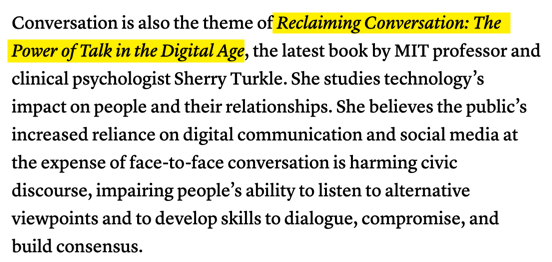 Conversation is also the theme of Reclaiming Conversation: The
Power of Talk in the Digital Age, the latest book by MIT professor and
clinical psychologist Sherry Turkle. She studies technology’s
impact on people and their relationships. She believes the public’s
increased reliance on digital communication and social media at
the expense of face-to-face conversation is harming civic
discourse, impairing people’s ability to listen to alternative
viewpoints and to develop skills to dialogue, compromise, and
build consensus.